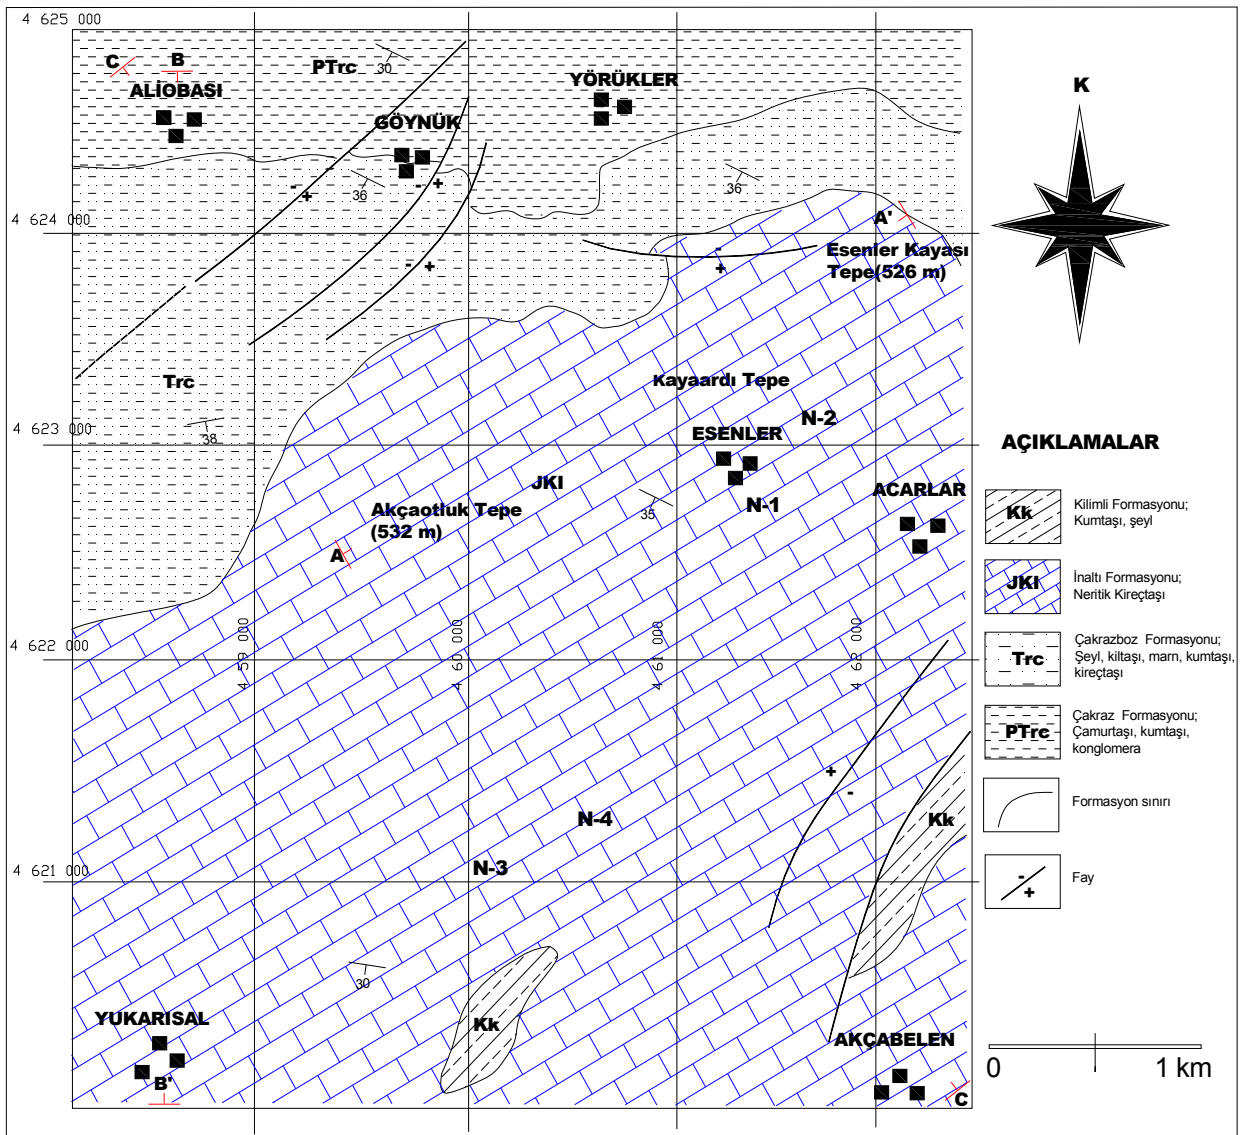 4 625 000
C
B
ALİOBASI
PTrc
30
YÖRÜKLER
GÖYNÜK
K
-
+
36
-
+
36
4 624 000
A'
-
+
-
+
Esenler Kayası
Tepe(526 m)
Trc
Kayaardı Tepe
38
N-2
4 623 000
ESENLER
AÇIKLAMALAR
JKI
ACARLAR
Akçaotluk Tepe
(532 m)
35
N-1
A
Kk
Kilimli Formasyonu;
Kumtaşı, şeyl
JKI
İnaltı Formasyonu;
Neritik Kireçtaşı
4 622 000
4 59 000
4 60 000
4 61 000
4 62 000
Trc
Çakrazboz Formasyonu;
Şeyl, kiltaşı, marn, kumtaşı,
kireçtaşı
PTrc
Çakraz Formasyonu;
Çamurtaşı, kumtaşı,
konglomera
+
-
Formasyon sınırı
N-4
Kk
N-3
4 621 000
-
+
Fay
30
YUKARISAL
Kk
AKÇABELEN
B'
C
0
1 km